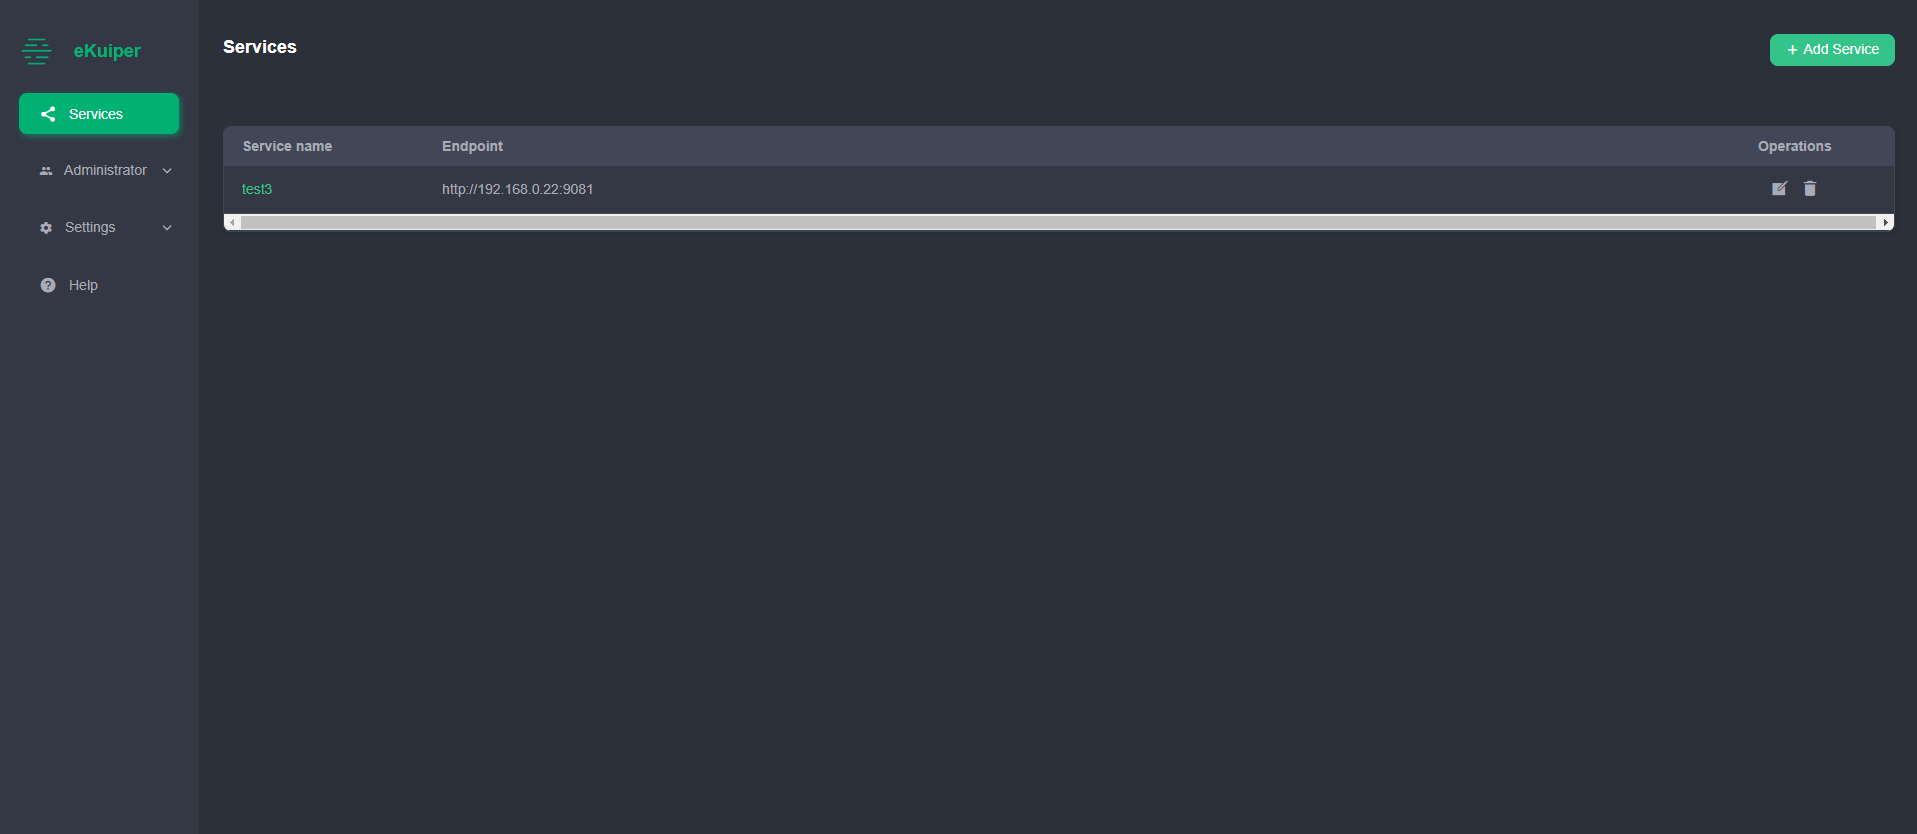 eKuiper
Services
Administrator
Settings
Help
Services
+ Add Service
Service name Endpoint Operations
test3 http://192.168.0.22:9081